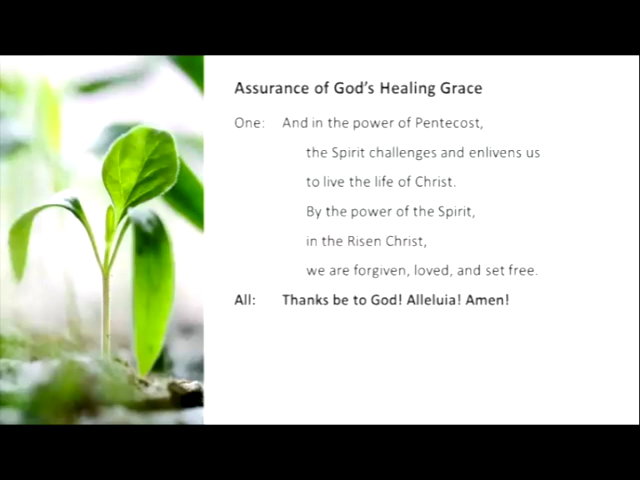 Assurance of God's Healing Grace
One: And in the power of Pentecost,
the Spirit challenges and enlivens us
to live the life of Christ.
By the power of the Spirit,
in the Risen Christ,
we are forgiven, loved, and set free.
All: Thanks be to God! Alleluia! Amen!